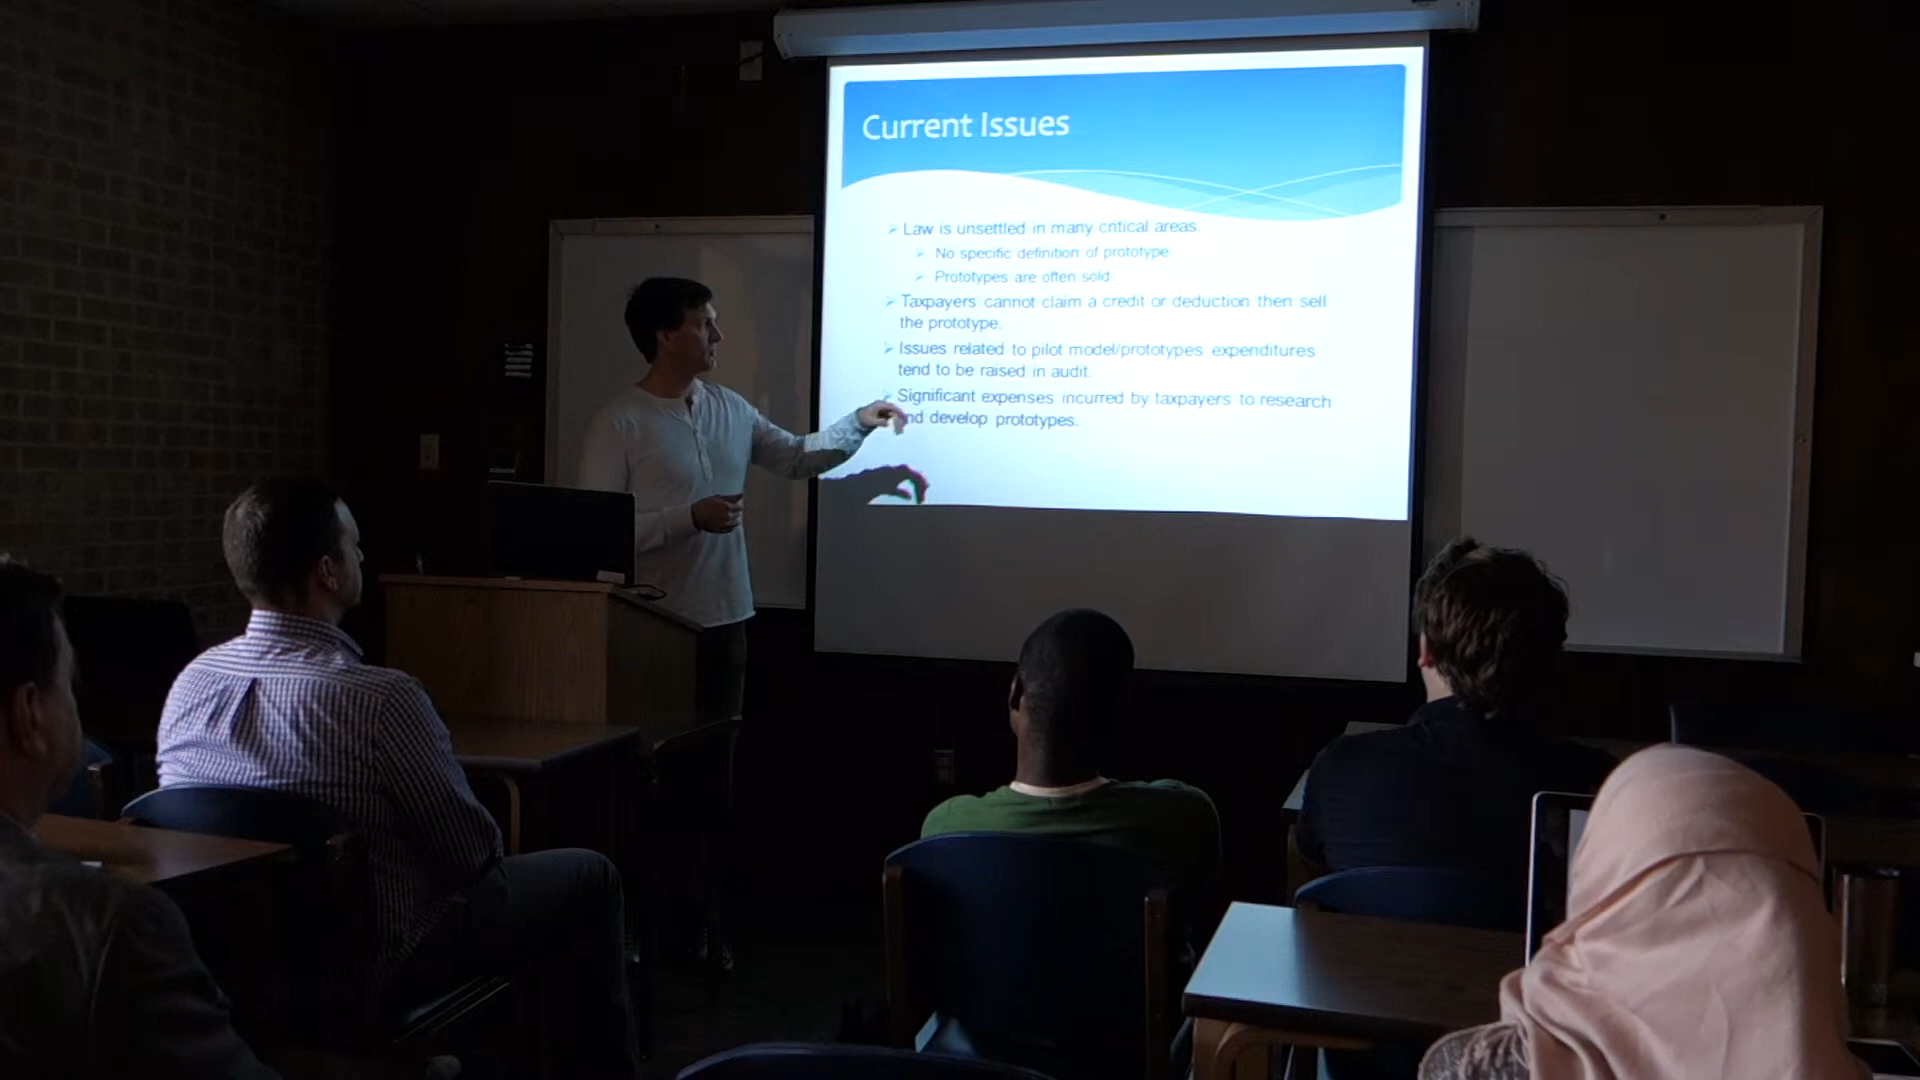 Current Issues
Law is unsettled in many critical areas.
No specific definition of prototype.
Prototypes are often sold.
Taxpayers cannot claim a credit or deduction then sell
the prototype.
Issues related to pilot model/prototypes expenditures
tend to be raised in audit.
Significant expenses incurred by taxpayers to research
and develop prototypes.